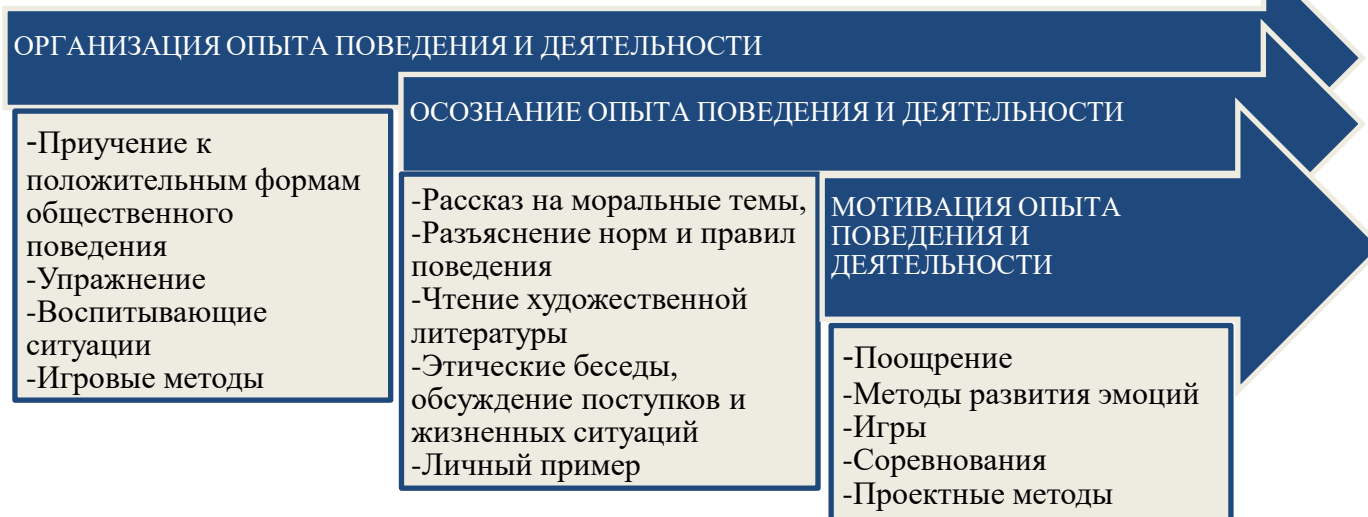 ОРГАНИЗАЦИЯ ОПЫТА ПОВЕДЕНИЯ И ДЕЯТЕЛЬНОСТИ
-Приучение к
положительным формам
общественного
поведения
-Упражнение
-Воспитывающие
ситуации
-Игровые методы
ОСОЗНАНИЕ ОПЫТА ПОВЕДЕНИЯ И ДЕЯТЕЛЬНОСТИ
-Рассказ на моральные темы,
-Разъяснение норм и правил
поведения
-Чтение художественной
литературы
-Этические беседы,
обсуждение поступков и
жизненных ситуаций
-Личный пример
МОТИВАЦИЯ ОПЫТА
ПОВЕДЕНИЯ И
ДЕЯТЕЛЬНОСТИ
-Поощрение
-Методы развития эмоций
-Игры
-Соревнования
-Проектные методы